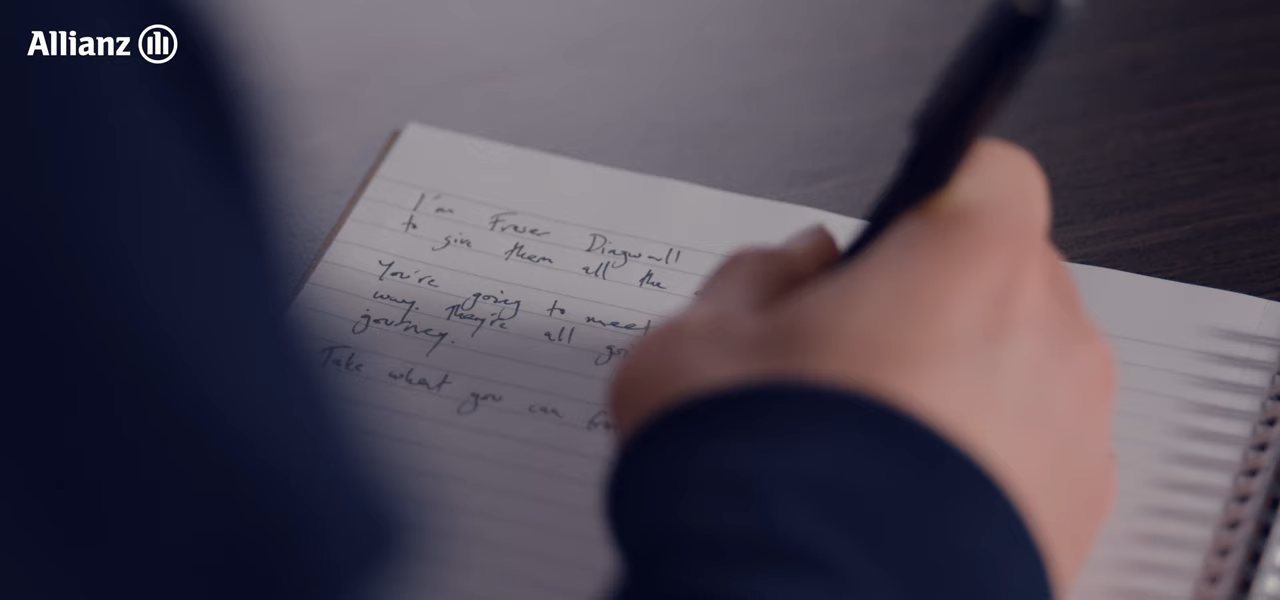 Allianz
I'm Fraser Dingwall
to give them all the
You're going to meet
way. They're all
journey.
Take what you can